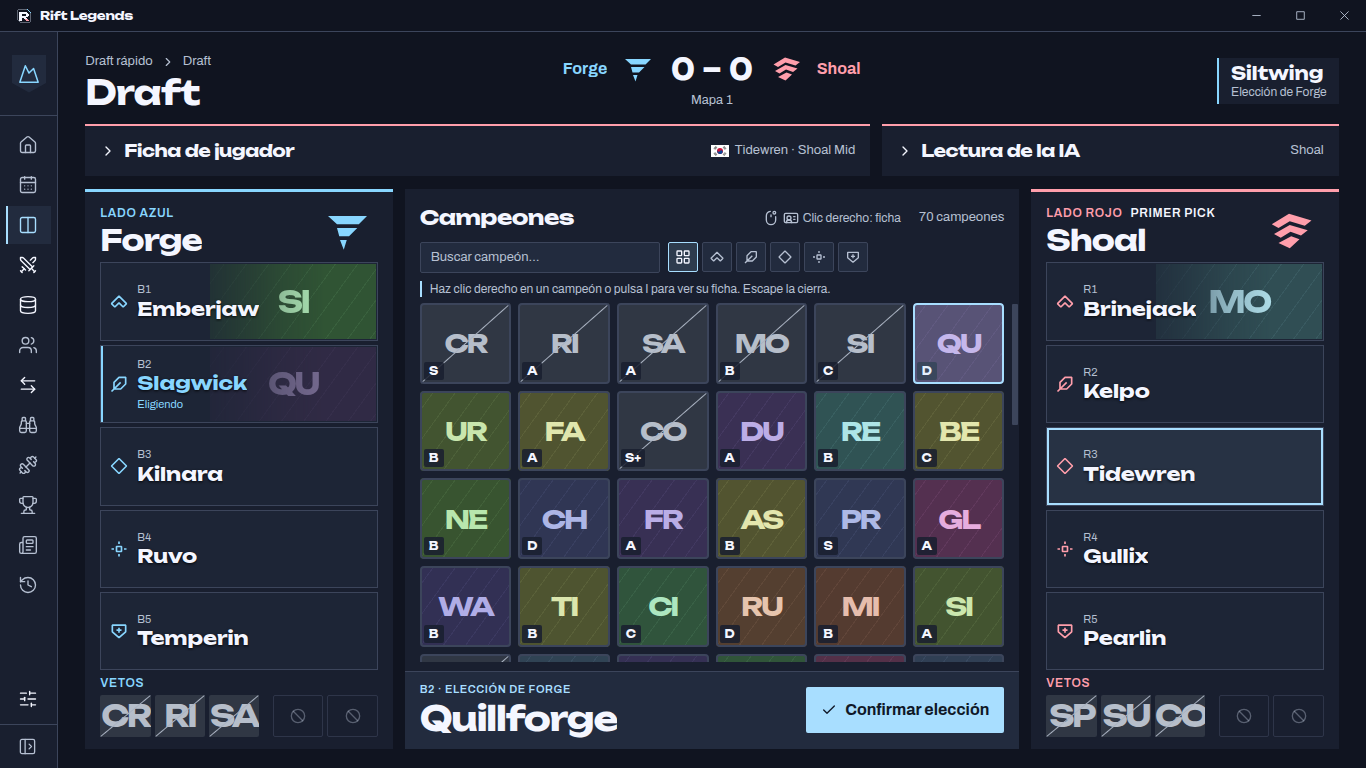 Rift Legends
Draft rápido > Draft
Draft
Forge 0 – 0 Shoal
Mapa 1
Siltwing
Elección de Forge
Ficha de jugador
Tidewren · Shoal Mid
Lectura de la IA
Shoal
LADO AZUL
Forge
B1
Emberjaw
SI
B2
Slagwick
Eligiendo
QU
B3
Kilnara
B4
Ruvo
B5
Temperin
VETOS
CR RI SA
Campeones
Clic derecho: ficha
70 campeones
Buscar campeón...
Haz clic derecho en un campeón o pulsa I para ver su ficha. Escape la cierra.
CR RI SA MO SI QU
S A A B C D
UR FA CO DU RE BE
B A S+ A B C
NE CH FR AS PR GL
B D A B S A
WA TI CI RU MI SI
B B C D B A
B2 · ELECCIÓN DE FORGE
Quillforge
Confirmar elección
LADO ROJO PRIMER PICK
Shoal
R1
Brinejack
MO
R2
Kelpo
R3
Tidewren
R4
Gullix
R5
Pearlin
VETOS
SP SU CO